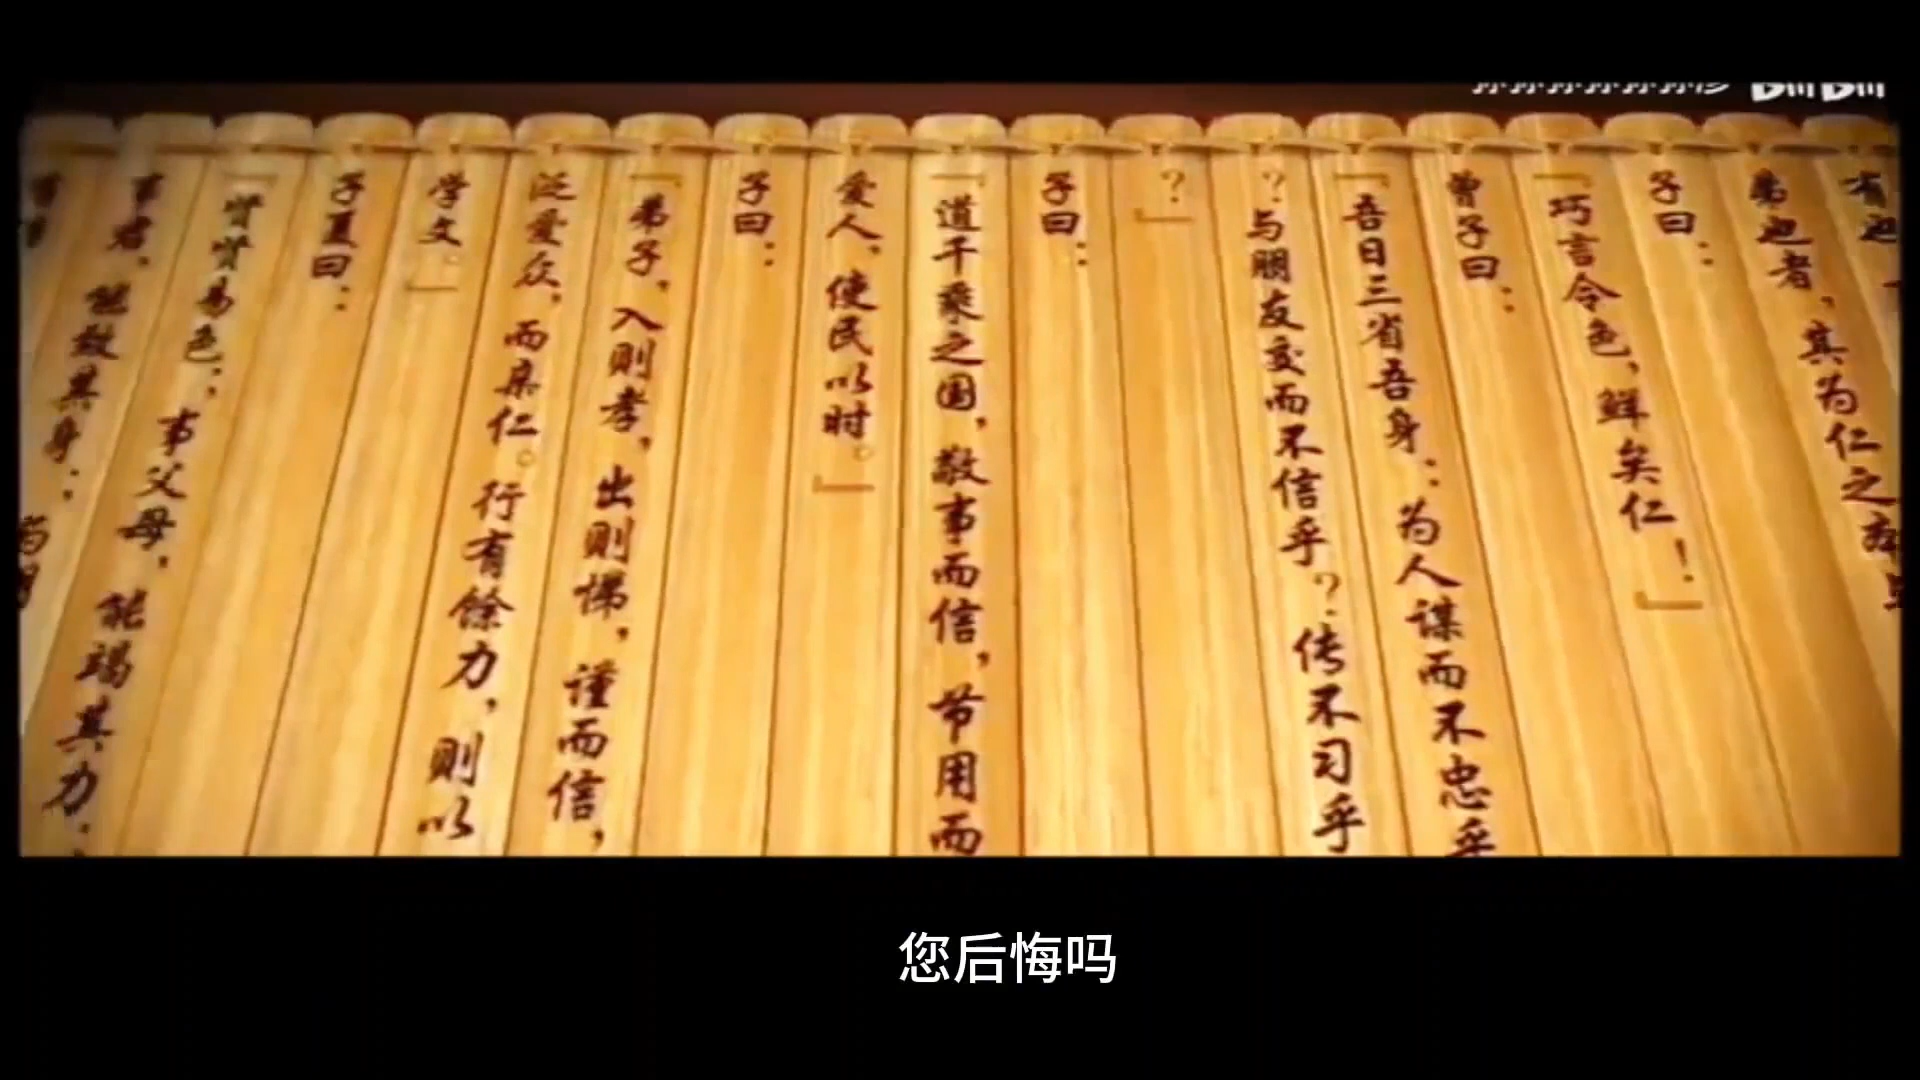 弟也者，其为仁之
子曰：
「巧言令色，鲜矣仁！」
曾子曰：
「吾日三省吾身：为人谋而不忠乎
？与朋友交而不信乎？传不习乎
？」
子曰：
「道千乘之国，敬事而信，节用而
爱人，使民以时。」
子曰：
「弟子，入则孝，出则悌，谨而信，
泛爱众，而亲仁。行有餘力，则以
学文。」
子夏曰：
「贤贤易色；事父母，能竭其力，
事君，能致其身；
您后悔吗